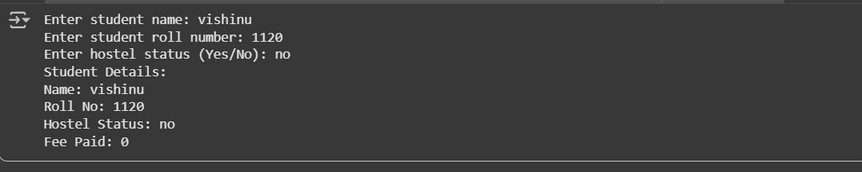 Enter student name: vishinu
Enter student roll number: 1120
Enter hostel status (Yes/No): no
Student Details:
Name: vishinu
Roll No: 1120
Hostel Status: no
Fee Paid: 0